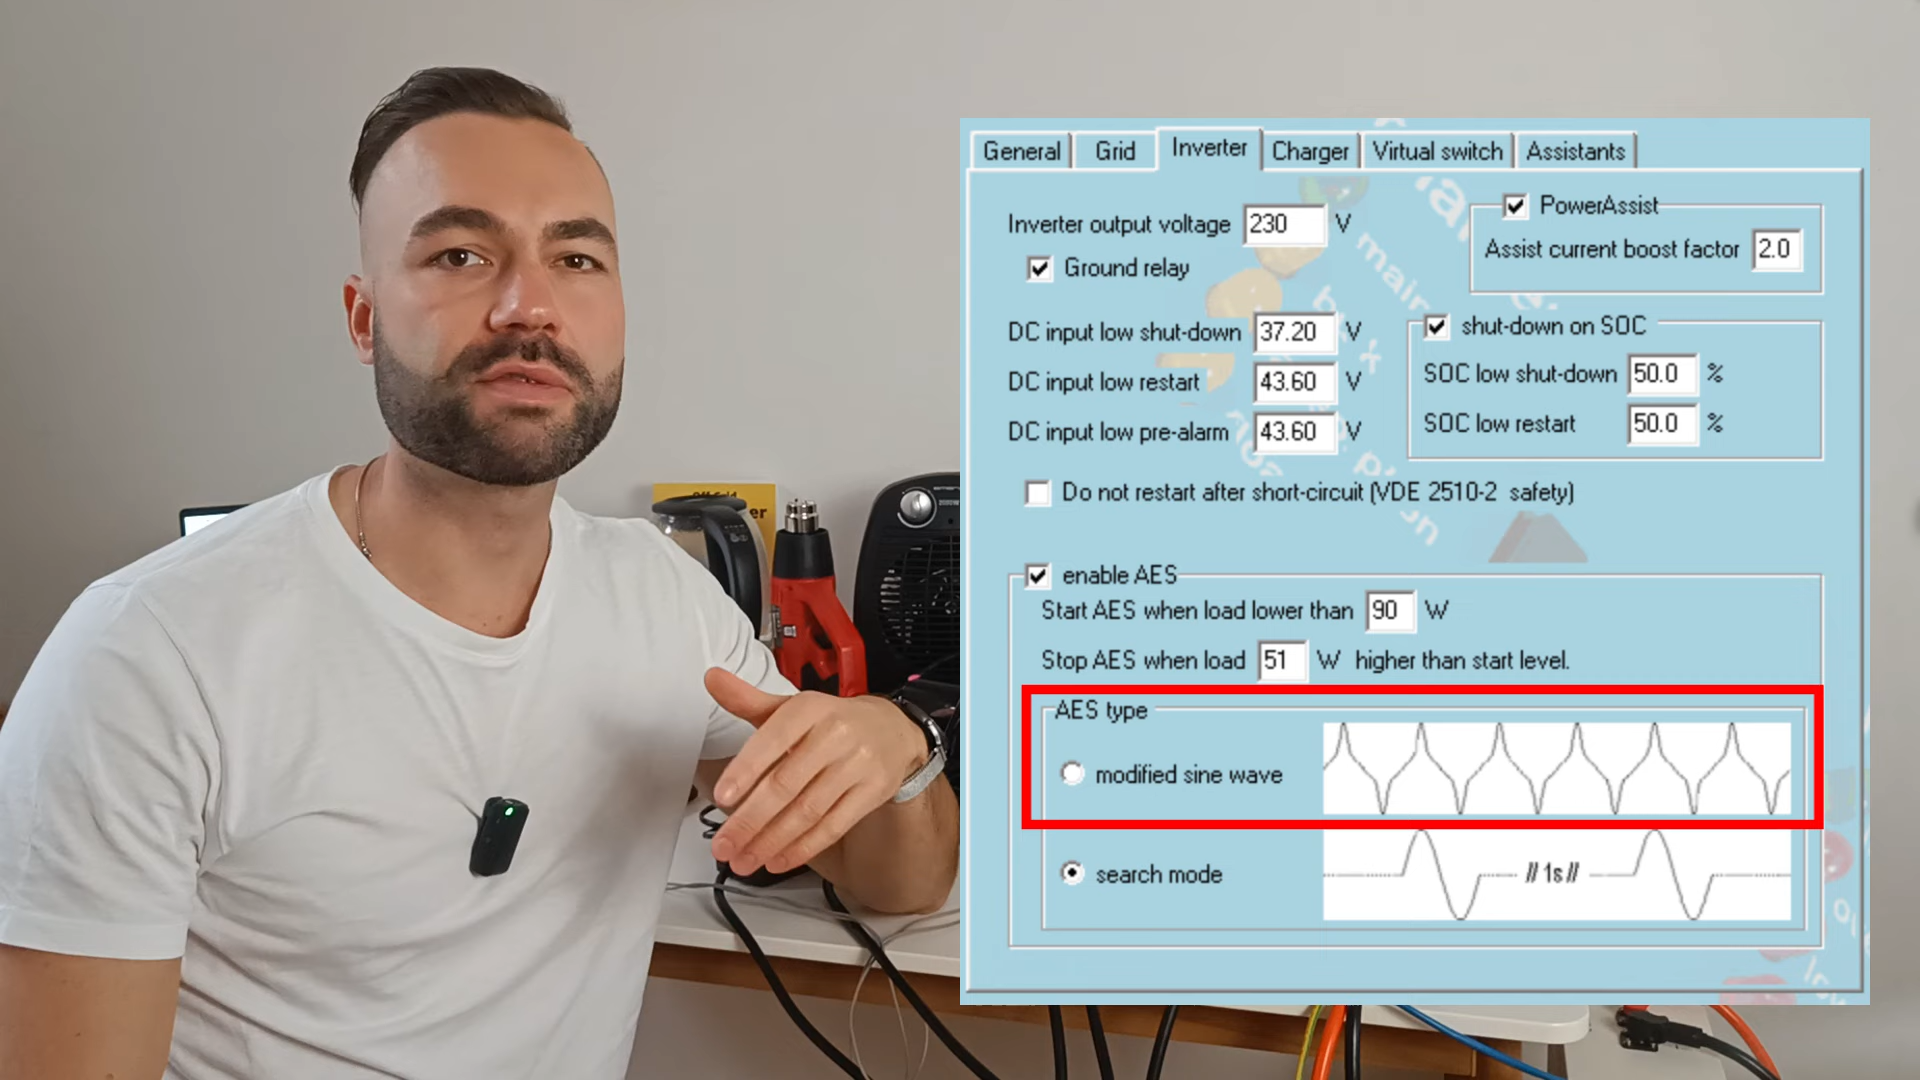 General Grid Inverter Charger Virtual switch Assistants
Inverter output voltage 230 V
Ground relay
PowerAssist
Assist current boost factor 2.0
DC input low shut-down 37.20 V
DC input low restart 43.60 V
DC input low pre-alarm 43.60 V
shut-down on SOC
SOC low shut-down 50.0 %
SOC low restart 50.0 %
Do not restart after short-circuit (VDE 2510-2 safety)
enable AES
Start AES when load lower than 90 W
Stop AES when load 51 W higher than start level.
AES type
modified sine wave
search mode // 1s //